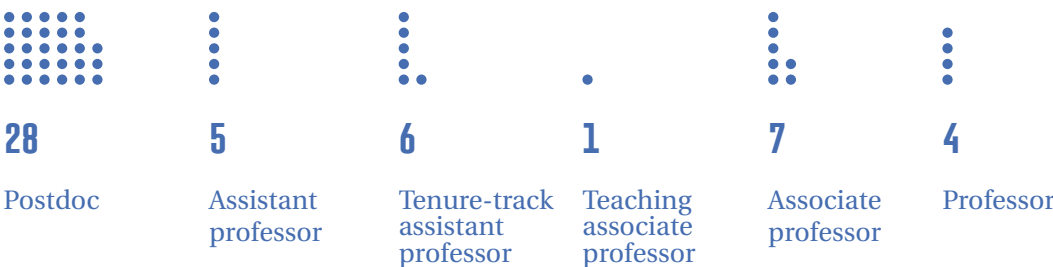 28
5
6
1
7
4
Postdoc
Assistant
professor
Tenure-track
assistant
professor
Teaching
associate
professor
Associate
professor
Professor